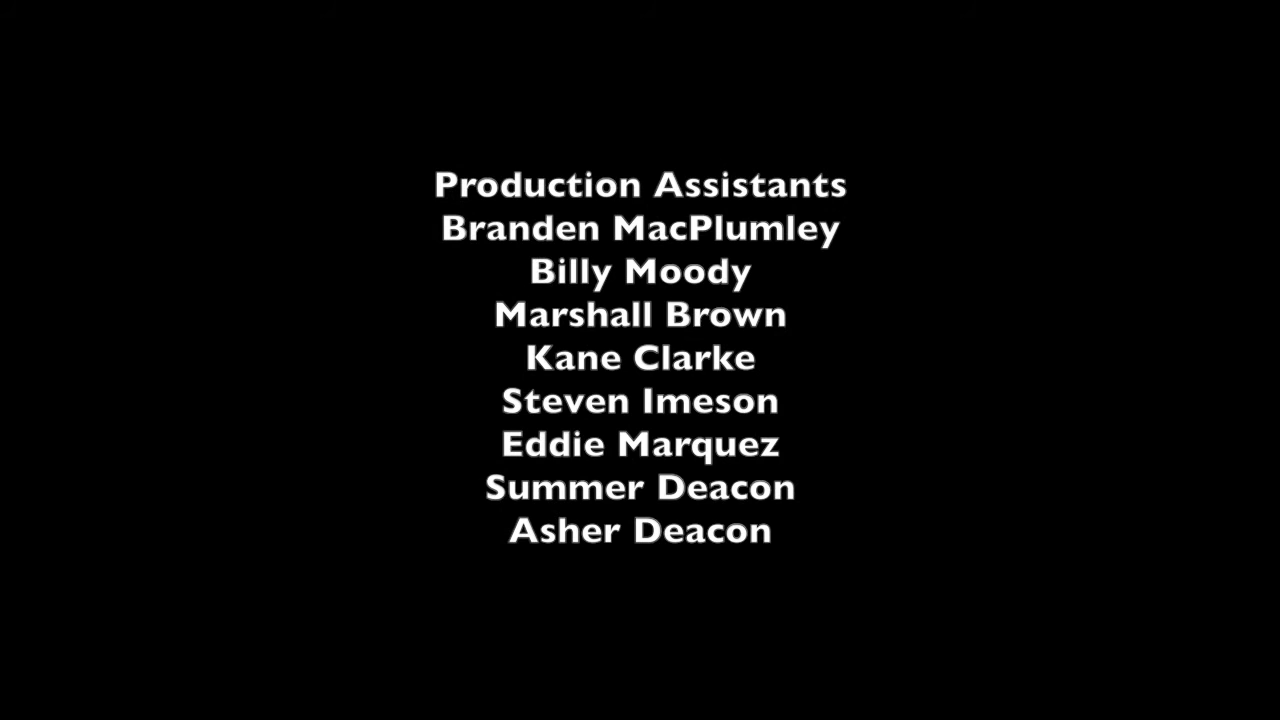 Production Assistants
Branden MacPlumley
Billy Moody
Marshall Brown
Kane Clarke
Steven Imeson
Eddie Marquez
Summer Deacon
Asher Deacon